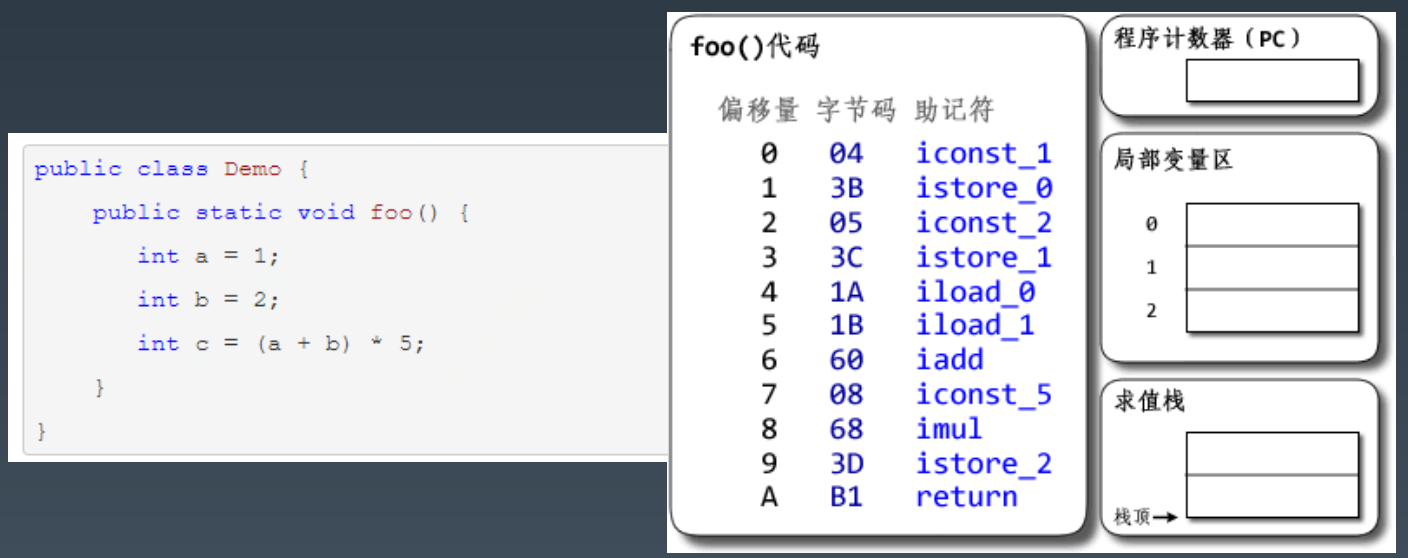 public class Demo {
public static void foo() {
int a = 1;
int b = 2;
int c = (a + b) * 5;
}
}
foo()代码
偏移量 字节码 助记符
0 04 iconst_1
1 3B istore_0
2 05 iconst_2
3 3C istore_1
4 1A iload_0
5 1B iload_1
6 60 iadd
7 08 iconst_5
8 68 imul
9 3D istore_2
A B1 return
程序计数器（PC）
局部变量区
0
1
2
求值栈
栈顶→